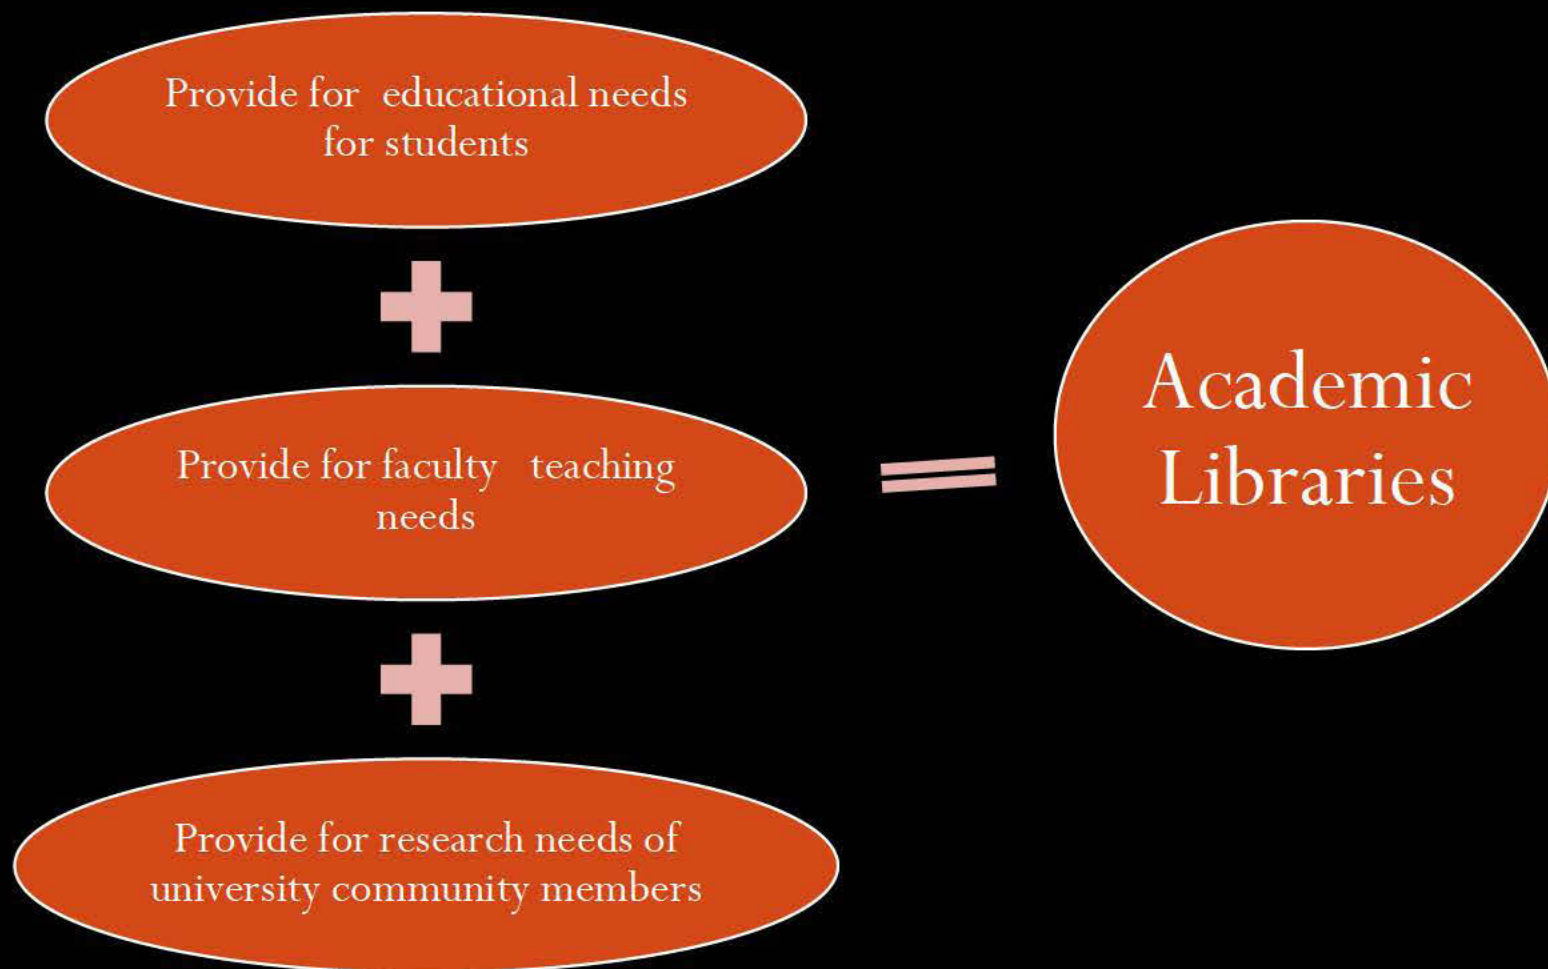 Provide for educational needs
for students
Provide for faculty teaching
needs
Provide for research needs of
university community members
Academic
Libraries